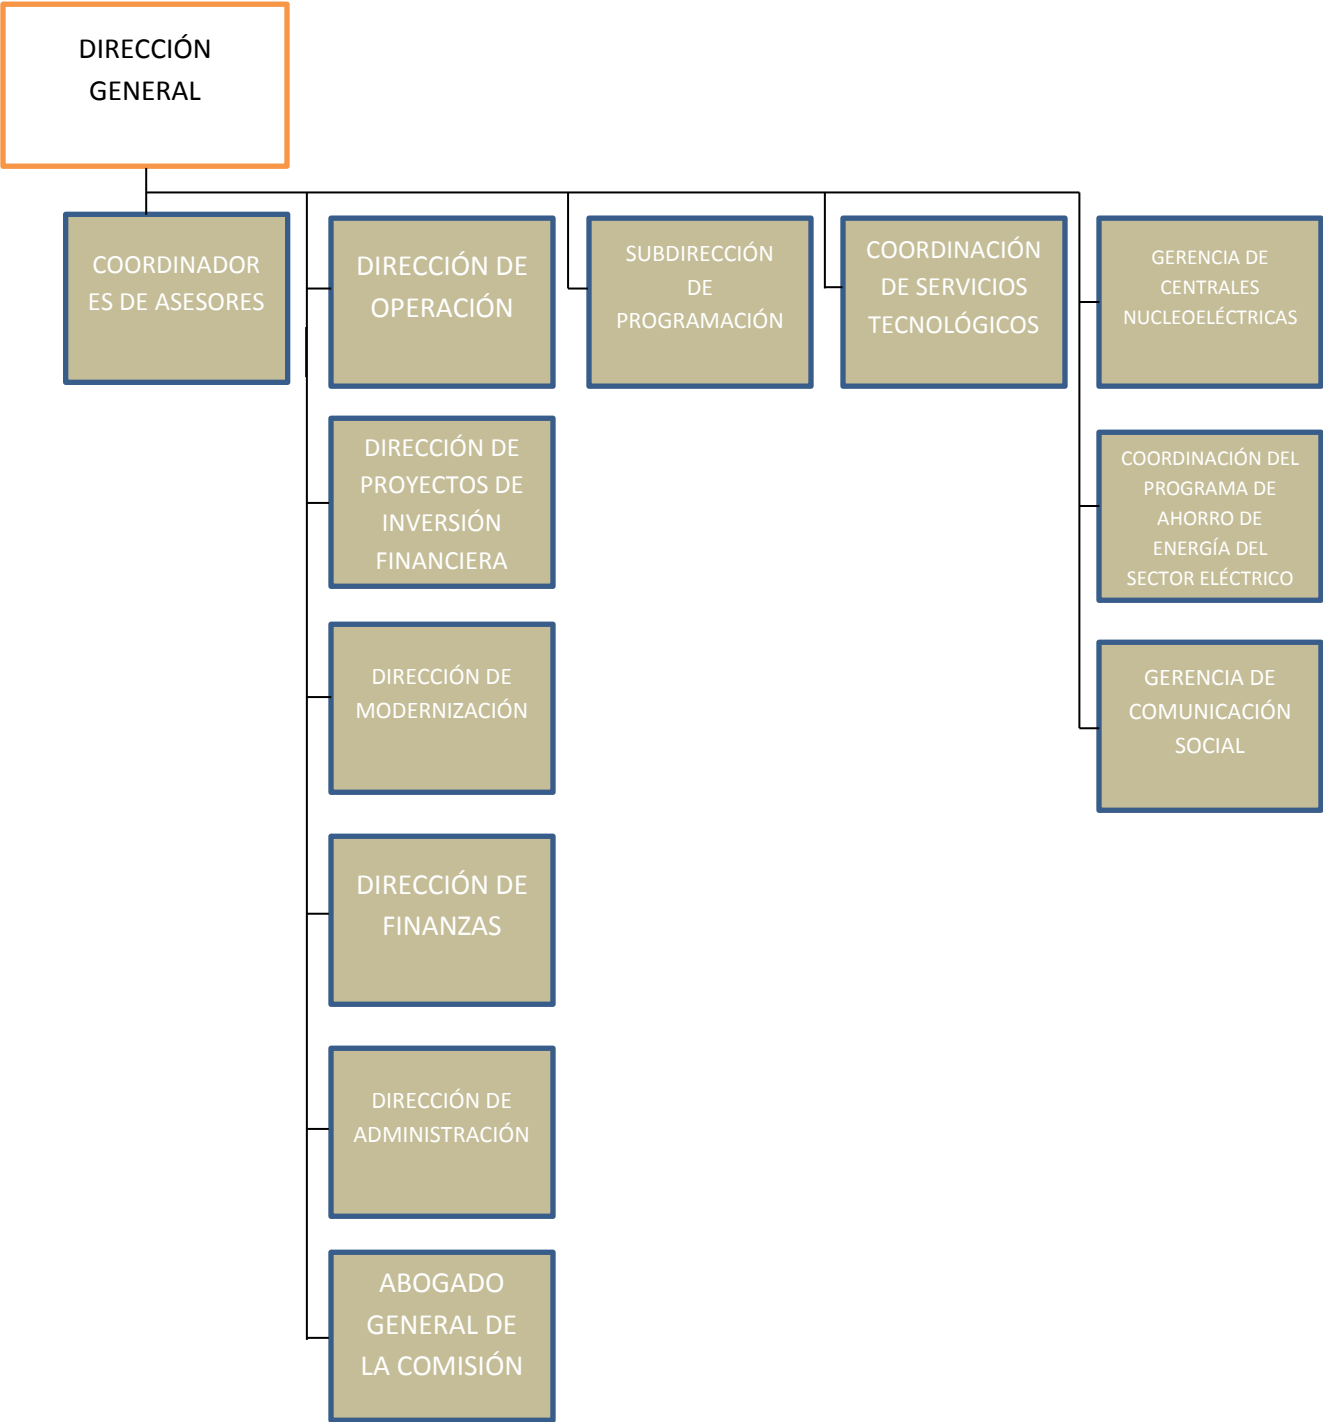 DIRECCIÓN
GENERAL
COORDINADOR
ES DE ASESORES
DIRECCIÓN DE
OPERACIÓN
SUBDIRECCIÓN
DE
PROGRAMACIÓN
COORDINACIÓN
DE SERVICIOS
TECNOLÓGICOS
GERENCIA DE
CENTRALES
NUCLEOELÉCTRICAS
DIRECCIÓN DE
PROYECTOS DE
INVERSIÓN
FINANCIERA
COORDINACIÓN DEL
PROGRAMA DE
AHORRO DE
ENERGÍA DEL
SECTOR ELÉCTRICO
DIRECCIÓN DE
MODERNIZACIÓN
GERENCIA DE
COMUNICACIÓN
SOCIAL
DIRECCIÓN DE
FINANZAS
DIRECCIÓN DE
ADMINISTRACIÓN
ABOGADO
GENERAL DE
LA COMISIÓN